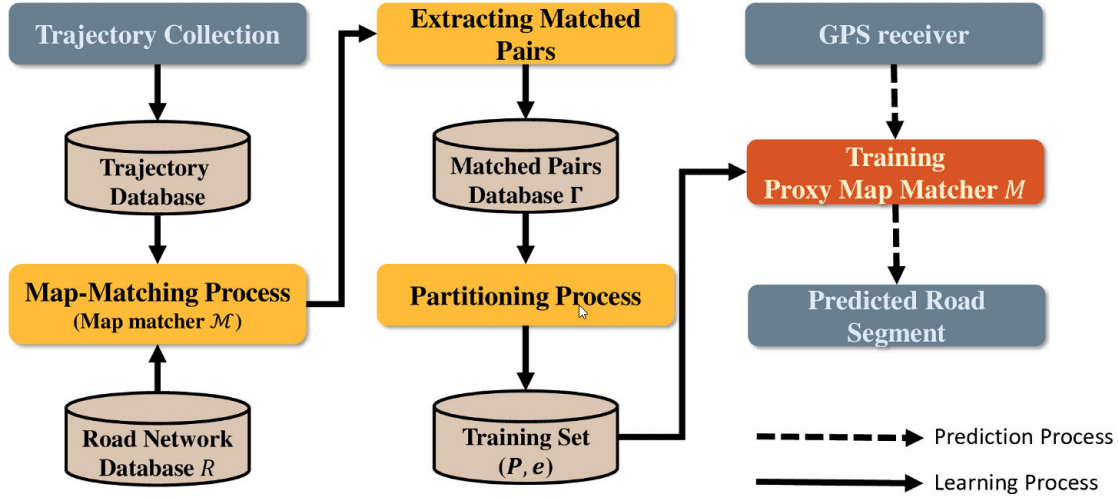 Trajectory Collection
Trajectory
Database
Map-Matching Process
(Map matcher ℳ)
Road Network
Database R
Extracting Matched
Pairs
Matched Pairs
Database Γ
Partitioning Process
Training Set
(P, e)
GPS receiver
Training
Proxy Map Matcher M
Predicted Road
Segment
Prediction Process
Learning Process